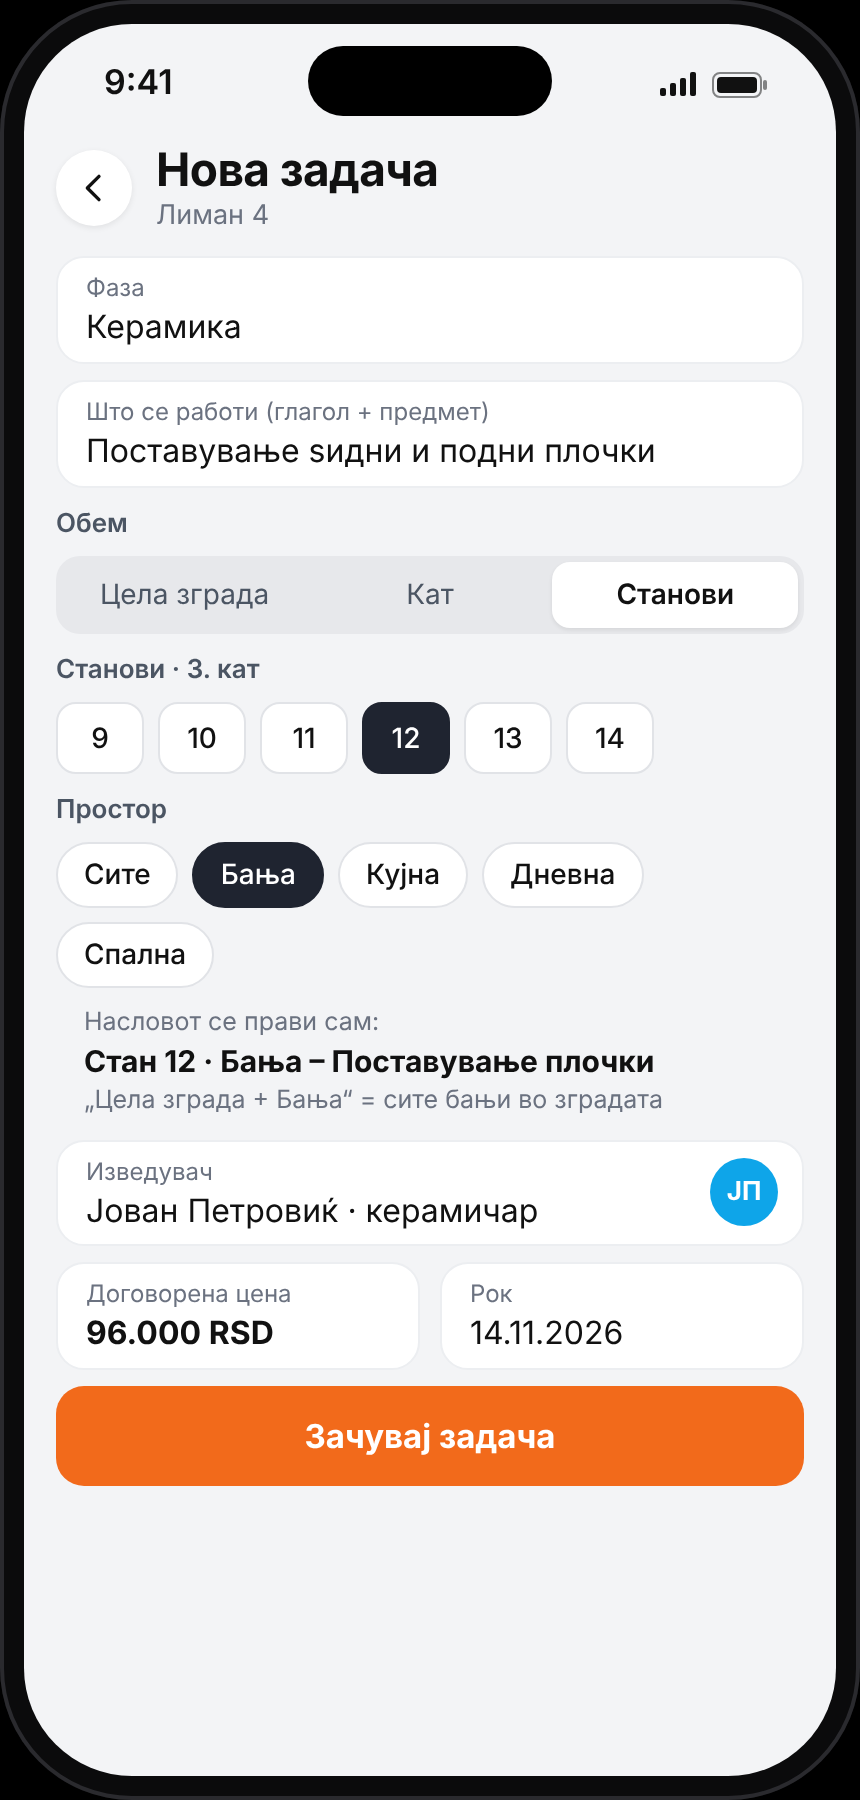 9:41
Нова задача
Лиман 4
Фаза
Керамика
Што се работи (глагол + предмет)
Поставување ѕидни и подни плочки
Обем
Цела зграда Кат Станови
Станови · 3. кат
9 10 11 12 13 14
Простор
Сите Бања Кујна Дневна
Спална
Насловот се прави сам:
Стан 12 · Бања – Поставување плочки
„Цела зграда + Бања“ = сите бањи во зградата
Изведувач
Јован Петровиќ · керамичар
ЈП
Договорена цена Рок
96.000 RSD 14.11.2026
Зачувај задача